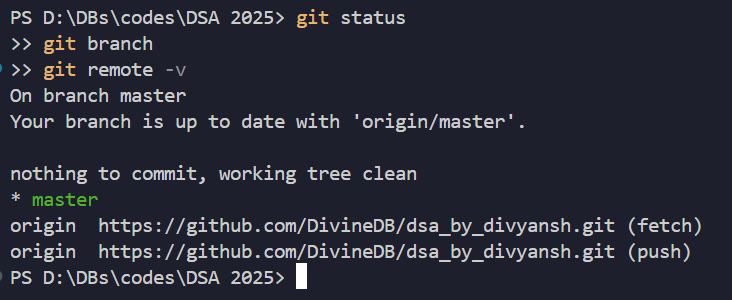 PS D:\DBs\codes\DSA 2025> git status
>> git branch
>> git remote -v
On branch master
Your branch is up to date with 'origin/master'.
nothing to commit, working tree clean
* master
origin  https://github.com/DivineDB/dsa_by_divyansh.git (fetch)
origin  https://github.com/DivineDB/dsa_by_divyansh.git (push)
PS D:\DBs\codes\DSA 2025>